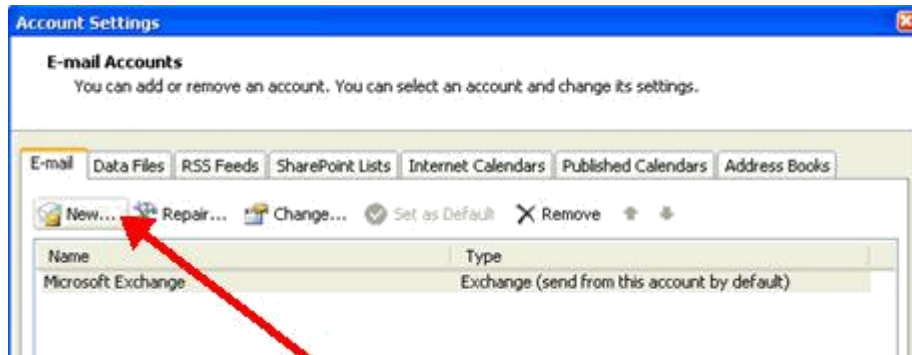 Account Settings
E-mail Accounts
You can add or remove an account. You can select an account and change its settings.
E-mail Data Files RSS Feeds SharePoint Lists Internet Calendars Published Calendars Address Books
New... Repair... Change... Set as Default Remove
Name Type
Microsoft Exchange Exchange (send from this account by default)